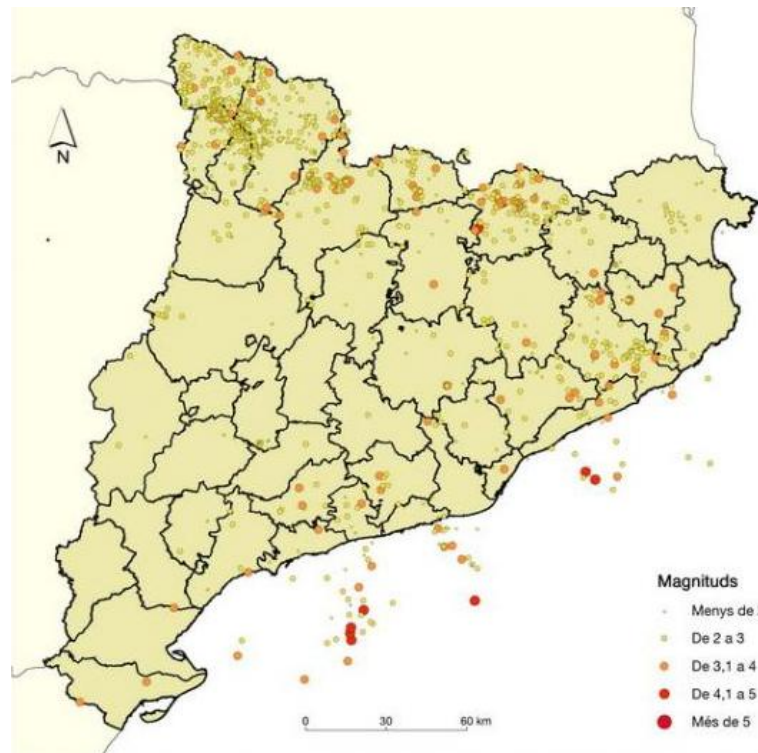 N
Magnituds
Menys de
De 2 a 3
De 3,1 a 4
De 4,1 a 5
Més de 5
0 30 60 km